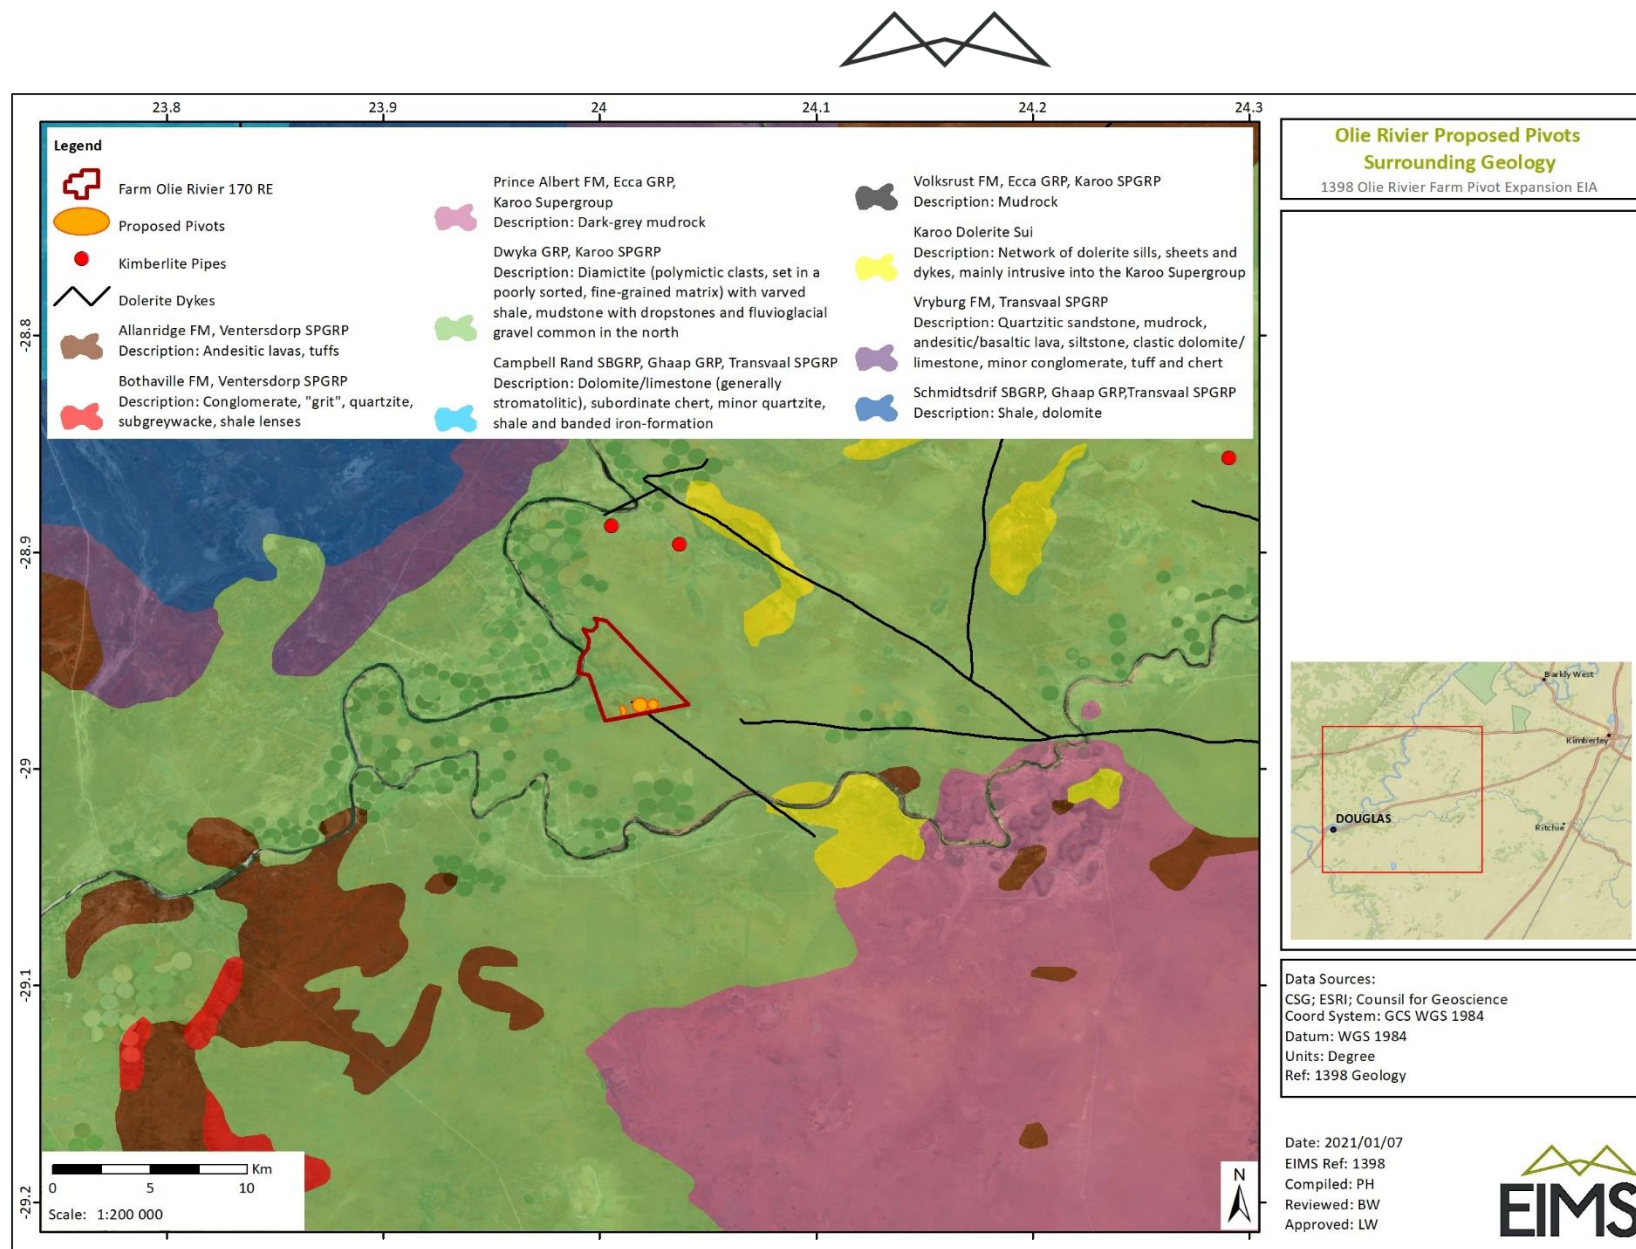 23.8 23.9 24 24.1 24.2 24.3
-28.8
-28.9
-29
-29.1
-29.2
Legend
Farm Olie Rivier 170 RE
Proposed Pivots
Kimberlite Pipes
Dolerite Dykes
Allanridge FM, Ventersdorp SPGRP
Description: Andesitic lavas, tuffs
Bothaville FM, Ventersdorp SPGRP
Description: Conglomerate, "grit", quartzite,
subgreywacke, shale lenses
Prince Albert FM, Ecca GRP,
Karoo Supergroup
Description: Dark-grey mudrock
Dwyka GRP, Karoo SPGRP
Description: Diamictite (polymictic clasts, set in a
poorly sorted, fine-grained matrix) with varved
shale, mudstone with dropstones and fluvioglacial
gravel common in the north
Campbell Rand SBGRP, Ghaap GRP, Transvaal SPGRP
Description: Dolomite/limestone (generally
stromatolitic), subordinate chert, minor quartzite,
shale and banded iron-formation
Volksrust FM, Ecca GRP, Karoo SPGRP
Description: Mudrock
Karoo Dolerite Sui
Description: Network of dolerite sills, sheets and
dykes, mainly intrusive into the Karoo Supergroup
Vryburg FM, Transvaal SPGRP
Description: Quartzitic sandstone, mudrock,
andesitic/basaltic lava, siltstone, clastic dolomite/
limestone, minor conglomerate, tuff and chert
Schmidtsdrif SBGRP, Ghaap GRP,Transvaal SPGRP
Description: Shale, dolomite
Km
0 5 10
Scale: 1:200 000
N
Olie Rivier Proposed Pivots
Surrounding Geology
1398 Olie Rivier Farm Pivot Expansion EIA
Barkly West
Kimberley
DOUGLAS
Ritchie
Data Sources:
CSG; ESRI; Counsil for Geoscience
Coord System: GCS WGS 1984
Datum: WGS 1984
Units: Degree
Ref: 1398 Geology
Date: 2021/01/07
EIMS Ref: 1398
Compiled: PH
Reviewed: BW
Approved: LW
EIMS